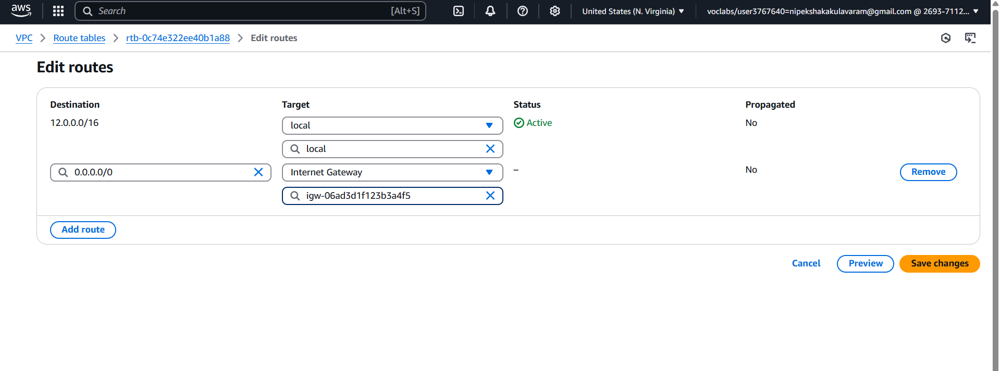 aws
Search [Alt+S] United States (N. Virginia) voclabs/user3767640=nipekshakakulavaram@gmail.com @ 2693-7112...
VPC Route tables rtb-0c74e322ee40b1a88 Edit routes
Edit routes
Destination Target Status Propagated
12.0.0.0/16 local Active No
local
0.0.0.0/0 Internet Gateway – No Remove
igw-06ad3d1f123b3a4f5
Add route
Cancel Preview Save changes